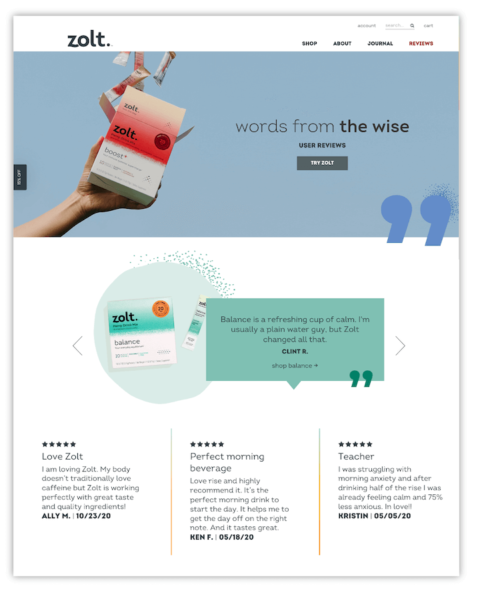 account search... cart
zolt.
SHOP ABOUT JOURNAL REVIEWS
zolt.
zolt.
boost+
words from the wise
USER REVIEWS
TRY ZOLT
zolt.
balance
Balance is a refreshing cup of calm. I'm
usually a plain water guy, but Zolt
changed all that.
CLINT R.
shop balance →
★★★★★
Love Zolt
I am loving Zolt. My body
doesn't traditionally love
caffeine but Zolt is working
perfectly with great taste
and quality ingredients!
ALLY M. | 10/23/20
★★★★★
Perfect morning
beverage
Love rise and highly
recommend it. It's the
perfect morning drink to
start the day. It helps me to
get the day off on the right
note. And it tastes great.
KEN F. | 05/18/20
★★★★★
Teacher
I was struggling with
morning anxiety and after
drinking half of the rise I was
already feeling calm and 75%
less anxious. In love!!
KRISTIN | 05/05/20